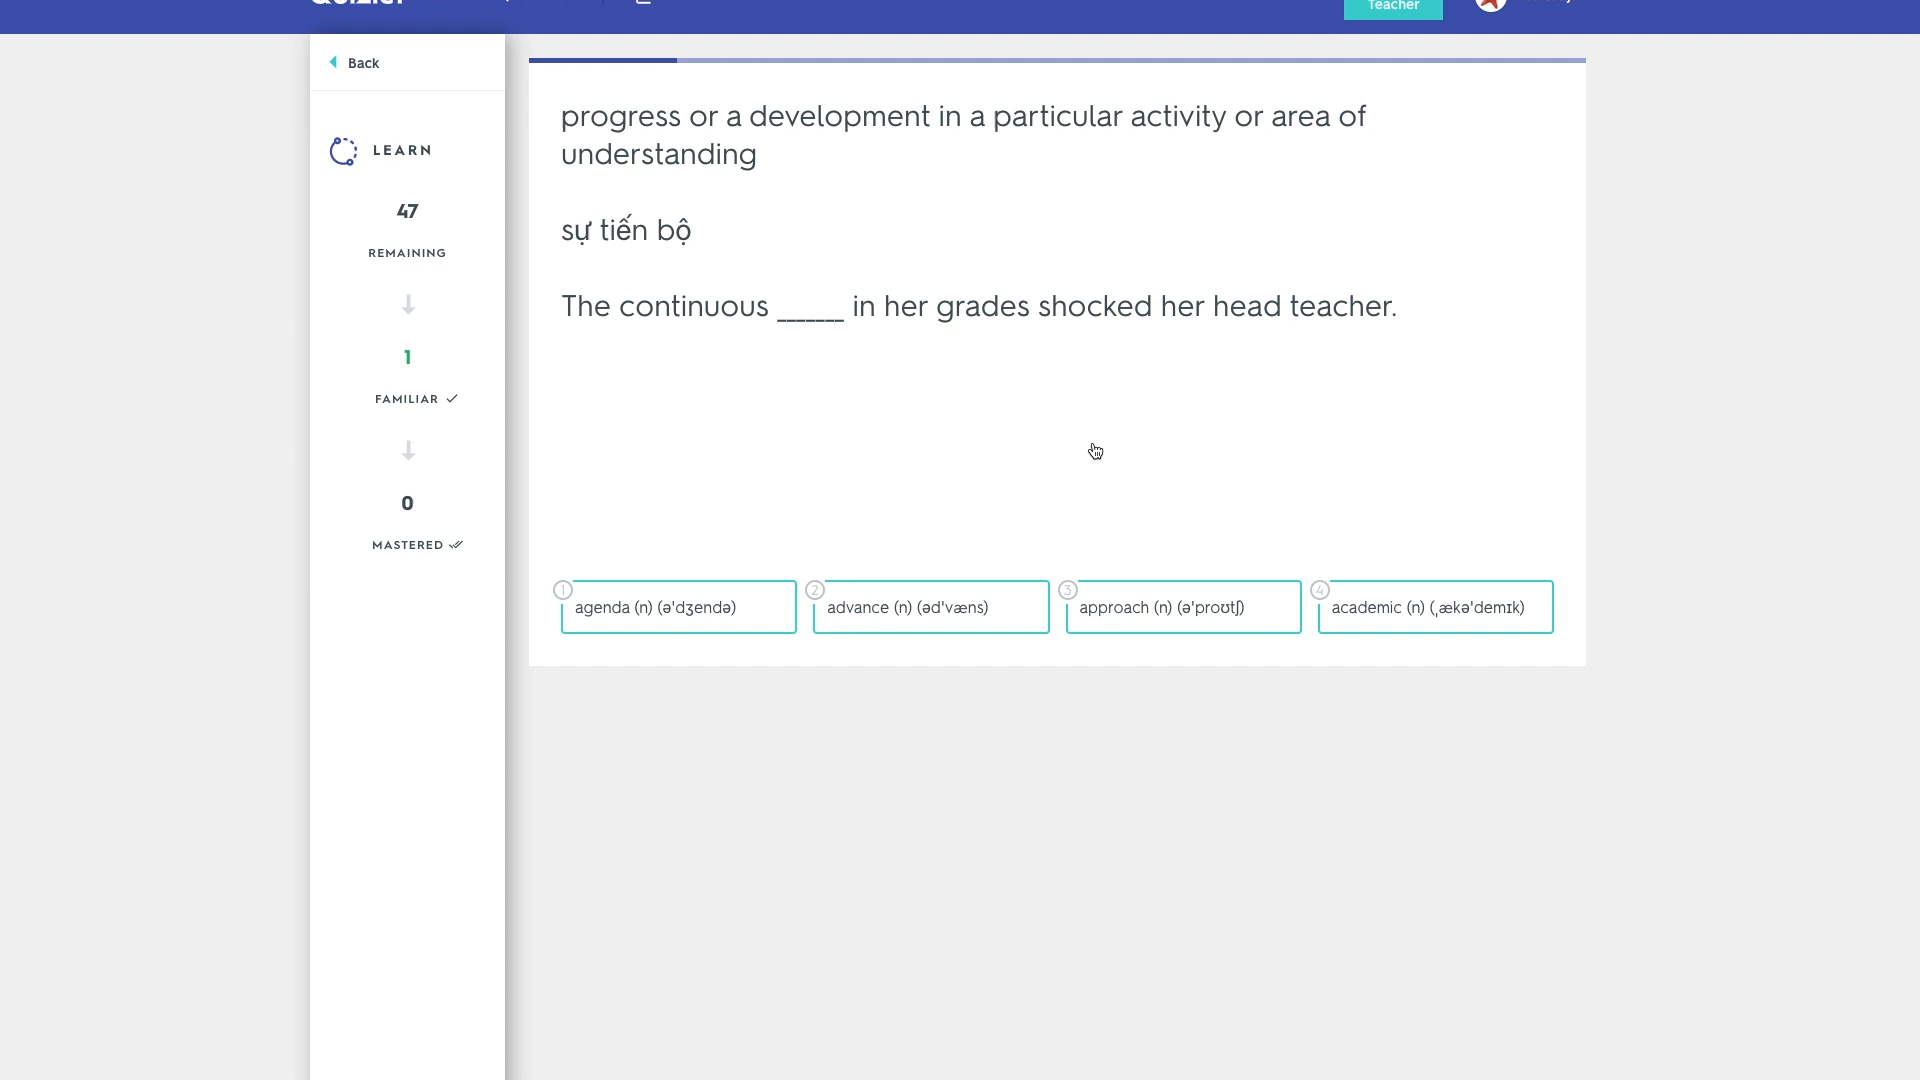 Teacher
Back
LEARN
47
REMAINING
1
FAMILIAR
0
MASTERED
progress or a development in a particular activity or area of
understanding
sự tiến bộ
The continuous _______ in her grades shocked her head teacher.
1 agenda (n) (ə'dʒendə)
2 advance (n) (əd'væns)
3 approach (n) (ə'proʊtʃ)
4 academic (n) (ˌækə'demɪk)